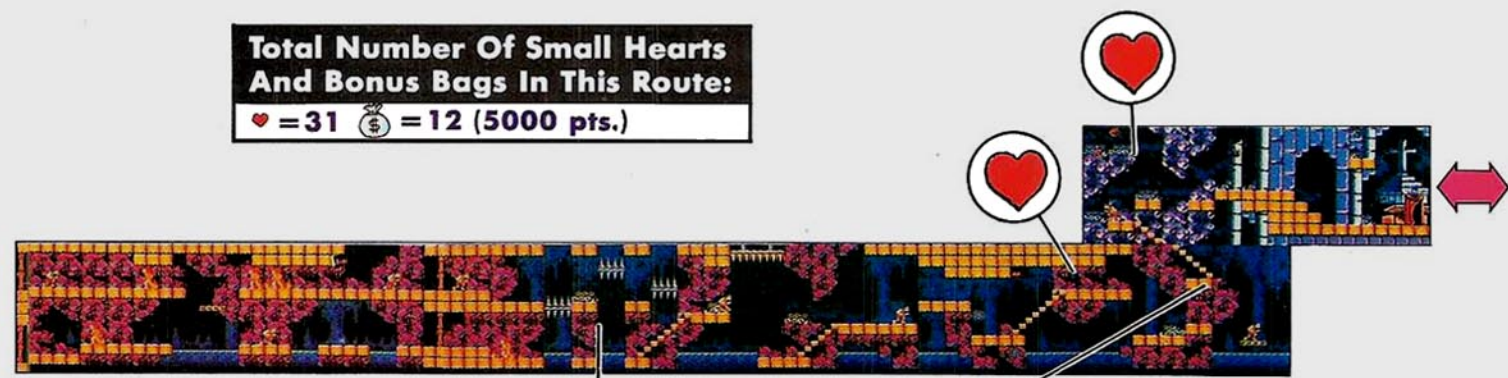 Total Number Of Small Hearts
And Bonus Bags In This Route:
=31 $ =12 (5000 pts.)